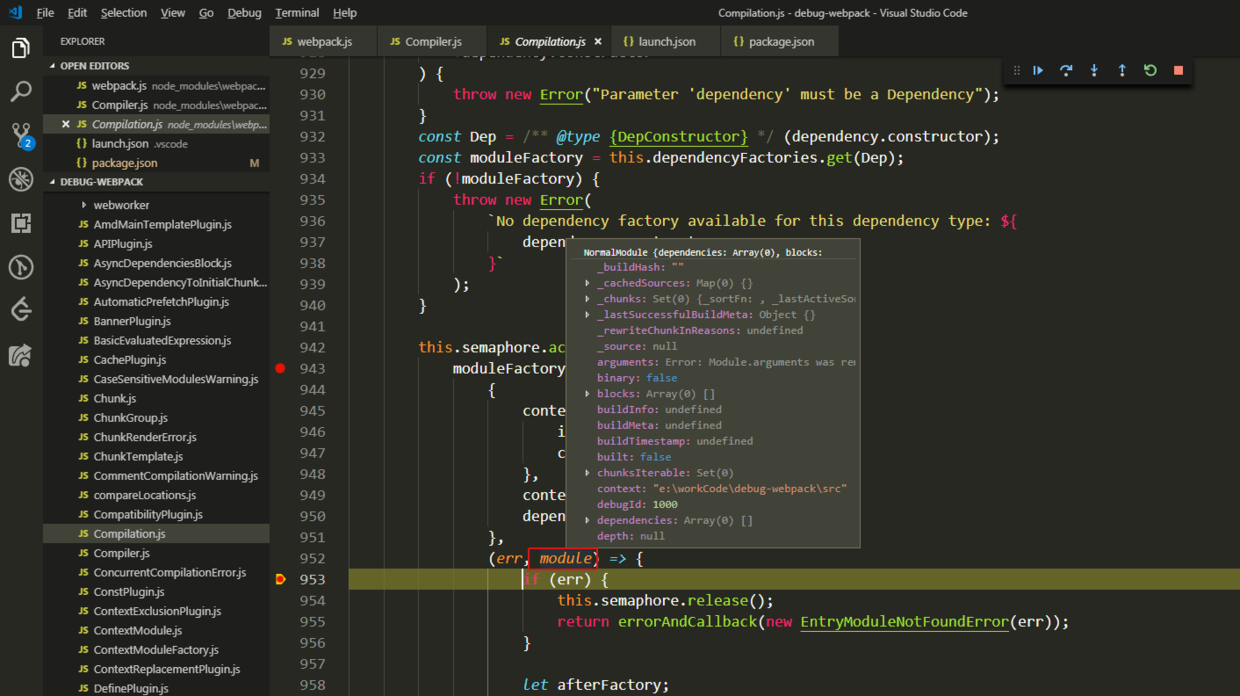 File Edit Selection View Go Debug Terminal Help
Compilation.js - debug-webpack - Visual Studio Code
EXPLORER
OPEN EDITORS
JS webpack.js node_modules\webpac...
JS Compiler.js node_modules\webpac...
× JS Compilation.js node_modules\webp...
{} launch.json .vscode
{} package.json M
2
DEBUG-WEBPACK
webworker
JS AmdMainTemplatePlugin.js
JS APIPlugin.js
JS AsyncDependenciesBlock.js
JS AsyncDependencyToInitialChunk...
JS AutomaticPrefetchPlugin.js
JS BannerPlugin.js
JS BasicEvaluatedExpression.js
JS CachePlugin.js
JS CaseSensitiveModulesWarning.js
JS Chunk.js
JS ChunkGroup.js
JS ChunkRenderError.js
JS ChunkTemplate.js
JS CommentCompilationWarning.js
JS compareLocations.js
JS CompatibilityPlugin.js
JS Compilation.js
JS Compiler.js
JS ConcurrentCompilationError.js
JS ConstPlugin.js
JS ContextExclusionPlugin.js
JS ContextModule.js
JS ContextModuleFactory.js
JS ContextReplacementPlugin.js
JS DefinePlugin.js
JS webpack.js JS Compiler.js JS Compilation.js × {} launch.json {} package.json
929 ) {
930 throw new Error("Parameter 'dependency' must be a Dependency");
931 }
932 const Dep = /** @type {DepConstructor} */ (dependency.constructor);
933 const moduleFactory = this.dependencyFactories.get(Dep);
934 if (!moduleFactory) {
935 throw new Error(
936 `No dependency factory available for this dependency type: ${
937 depen
938 }`
939 );
940 }
941
942 this.semaphore.ac
943 moduleFactory
944 {
945 conte
946 i
947 c
948 },
949 conte
950 depen
951 },
952 (err, module) => {
953 if (err) {
954 this.semaphore.release();
955 return errorAndCallback(new EntryModuleNotFoundError(err));
956 }
957
958 let afterFactory;
NormalModule {dependencies: Array(0), blocks:
_buildHash: ""
_cachedSources: Map(0) {}
_chunks: Set(0) {_sortFn: , _lastActiveSo
_lastSuccessfulBuildMeta: Object {}
_rewriteChunkInReasons: undefined
_source: null
arguments: Error: Module.arguments was re
binary: false
blocks: Array(0) []
buildInfo: undefined
buildMeta: undefined
buildTimestamp: undefined
built: false
chunksIterable: Set(0)
context: "e:\workCode\debug-webpack\src"
debugId: 1000
dependencies: Array(0) []
depth: null